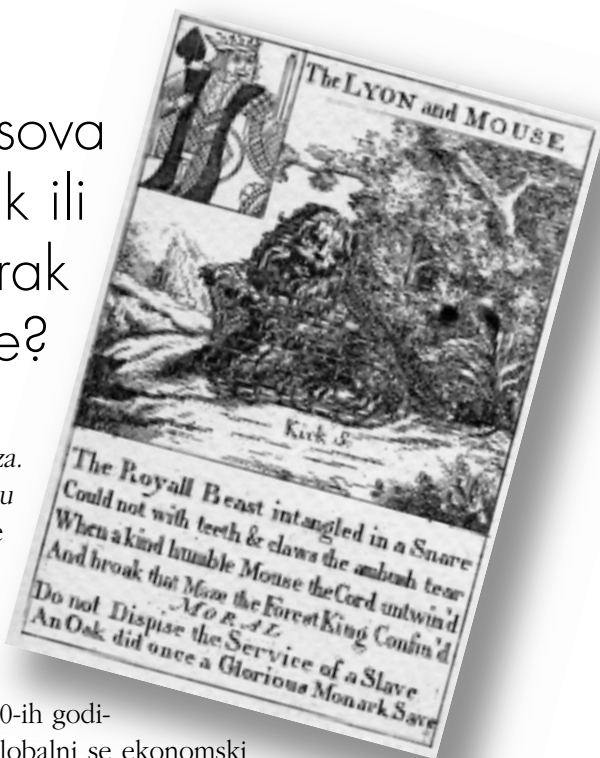 sova
k ili
rak
e?
za.
u
e
0-ih godi-
lobalni se ekonomski
The LYON and MOUSE
Kirk S.
The Royall Beast intangled in a Snare
Could not with teeth & claws the ambush tear
When a kind humble Mouse the Cord untwin'd
And broak that Maze the Forest King Confin'd
MORAL
Do not Dispise the Service of a Slave
An Oak did once a Glorious Monark Save